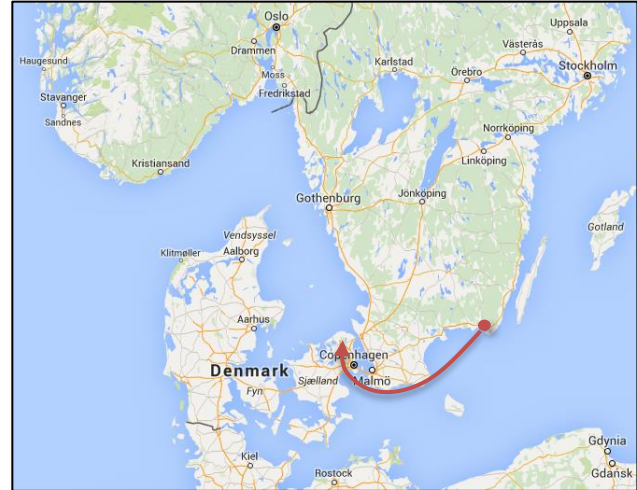 Oslo
Uppsala
Drammen
Västerås
Haugesund
Karlstad
Stockholm
Moss
Örebro
Fredrikstad
Stavanger
Sandnes
Norrköping
Linköping
Kristiansand
Jönköping
Gothenburg
Gotland
Vendsyssel
Klitmøller
Aalborg
Aarhus
Copenhagen
Denmark
Sjælland
Malmö
Fyn
Gdynia
Kiel
Gdańsk
Rostock